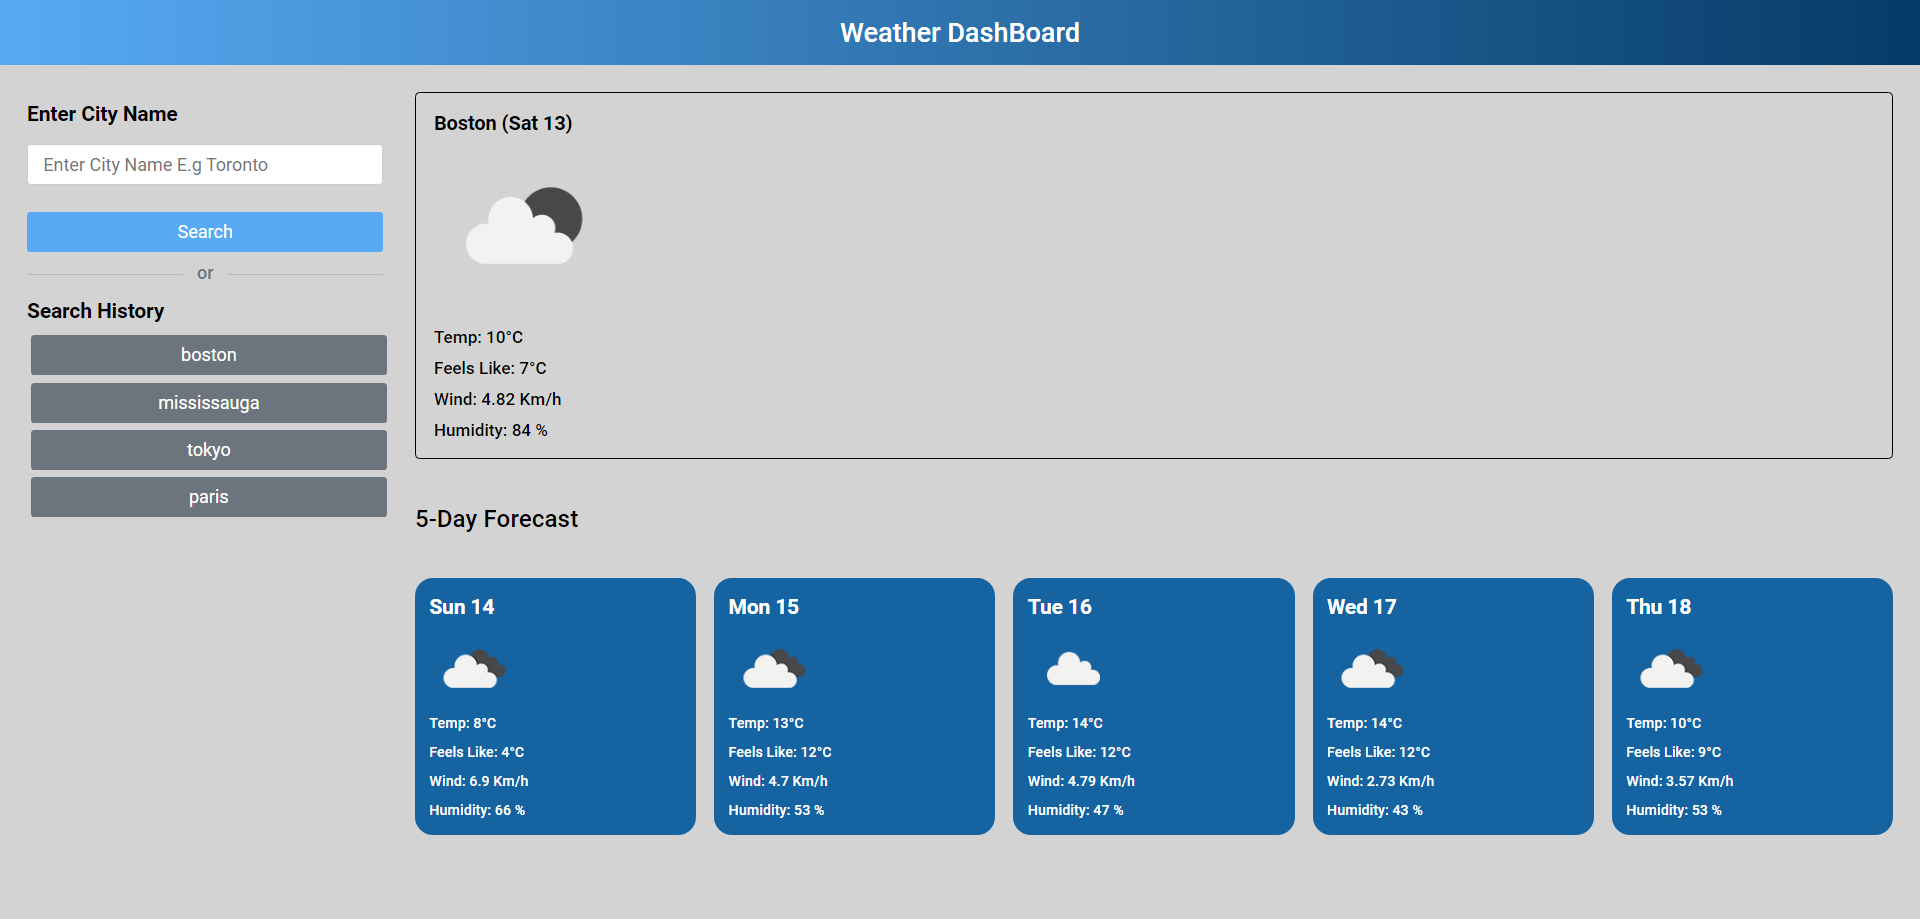 Weather DashBoard
Enter City Name
Enter City Name E.g Toronto
Search
or
Search History
boston
mississauga
tokyo
paris
Boston (Sat 13)
Temp: 10°C
Feels Like: 7°C
Wind: 4.82 Km/h
Humidity: 84 %
5-Day Forecast
Sun 14
Temp: 8°C
Feels Like: 4°C
Wind: 6.9 Km/h
Humidity: 66 %
Mon 15
Temp: 13°C
Feels Like: 12°C
Wind: 4.7 Km/h
Humidity: 53 %
Tue 16
Temp: 14°C
Feels Like: 12°C
Wind: 4.79 Km/h
Humidity: 47 %
Wed 17
Temp: 14°C
Feels Like: 12°C
Wind: 2.73 Km/h
Humidity: 43 %
Thu 18
Temp: 10°C
Feels Like: 9°C
Wind: 3.57 Km/h
Humidity: 53 %